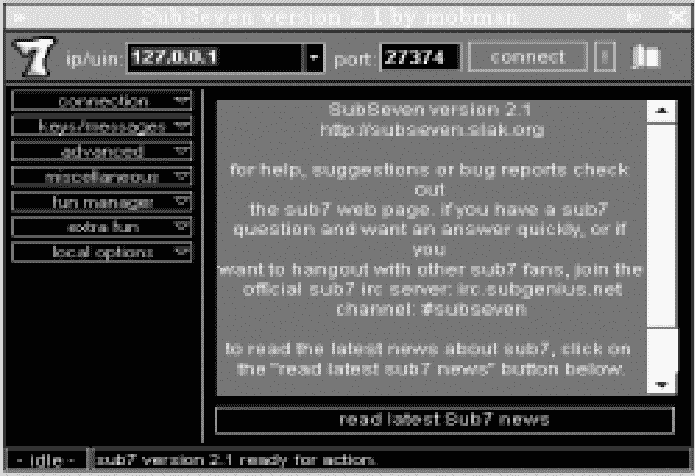 SubSeven version 2.1 by mobman
7 ip/uin: 127.0.0.1 port: 27374 connect
connection
keys/messages
advanced
miscellaneous
fun manager
extra fun
local options
SubSeven version 2.1
http://subseven.slak.org
for help, suggestions or bug reports check
out
the sub7 web page. if you have a sub7
question and want an answer quickly, or if
you
want to hangout with other sub7 fans, join the
official sub7 irc server: irc.subgenius.net
channel: #subseven
to read the latest news about sub7, click on
the "read latest sub7 news" button below.
read latest Sub7 news
- idle - sub7 version 2.1 ready for action.